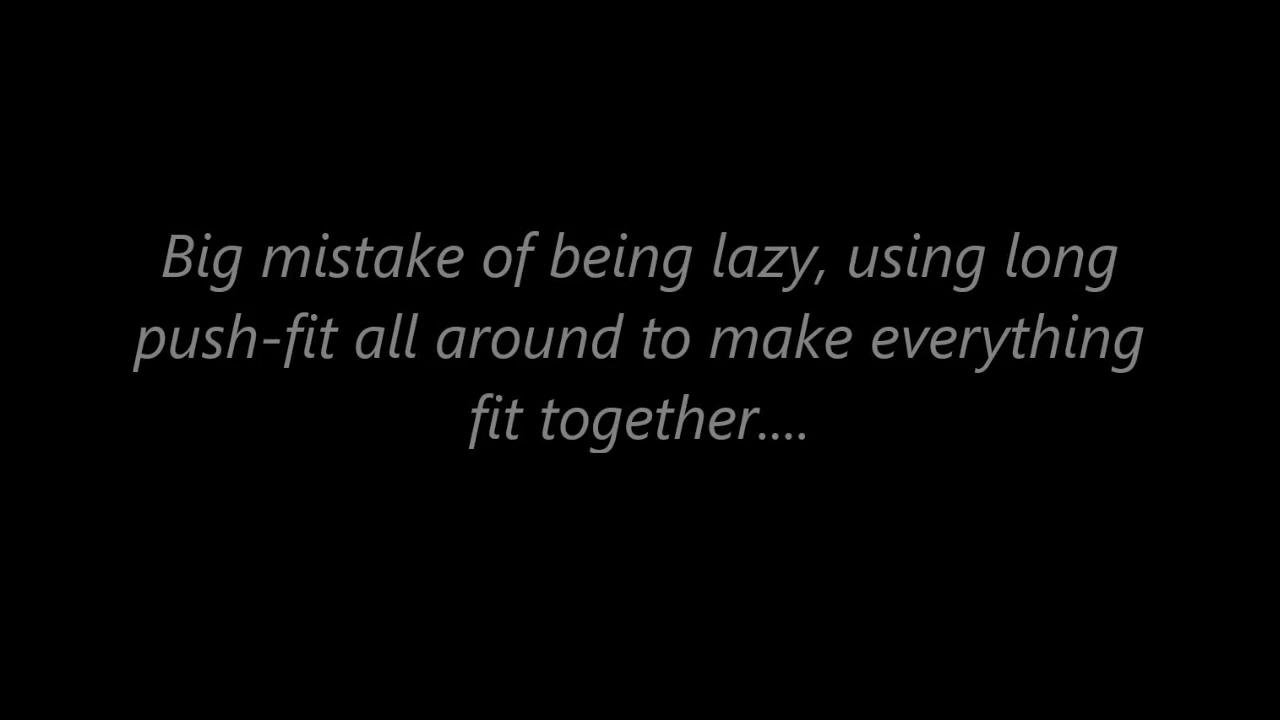 Big mistake of being lazy, using long
push-fit all around to make everything
fit together....